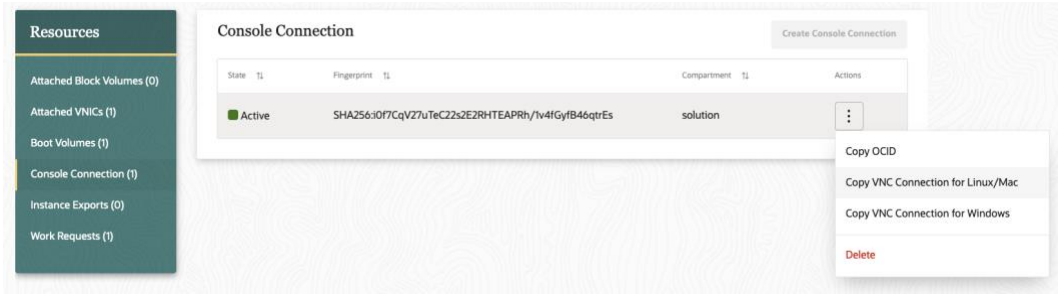 Resources
Attached Block Volumes (0)
Attached VNICs (1)
Boot Volumes (1)
Console Connection (1)
Instance Exports (0)
Work Requests (1)
Console Connection
Create Console Connection
State Fingerprint Compartment Actions
Active SHA256:i0f7CqV27uTeC22s2E2RHTEAPRh/1v4fGyfB46qtrEs solution
Copy OCID
Copy VNC Connection for Linux/Mac
Copy VNC Connection for Windows
Delete